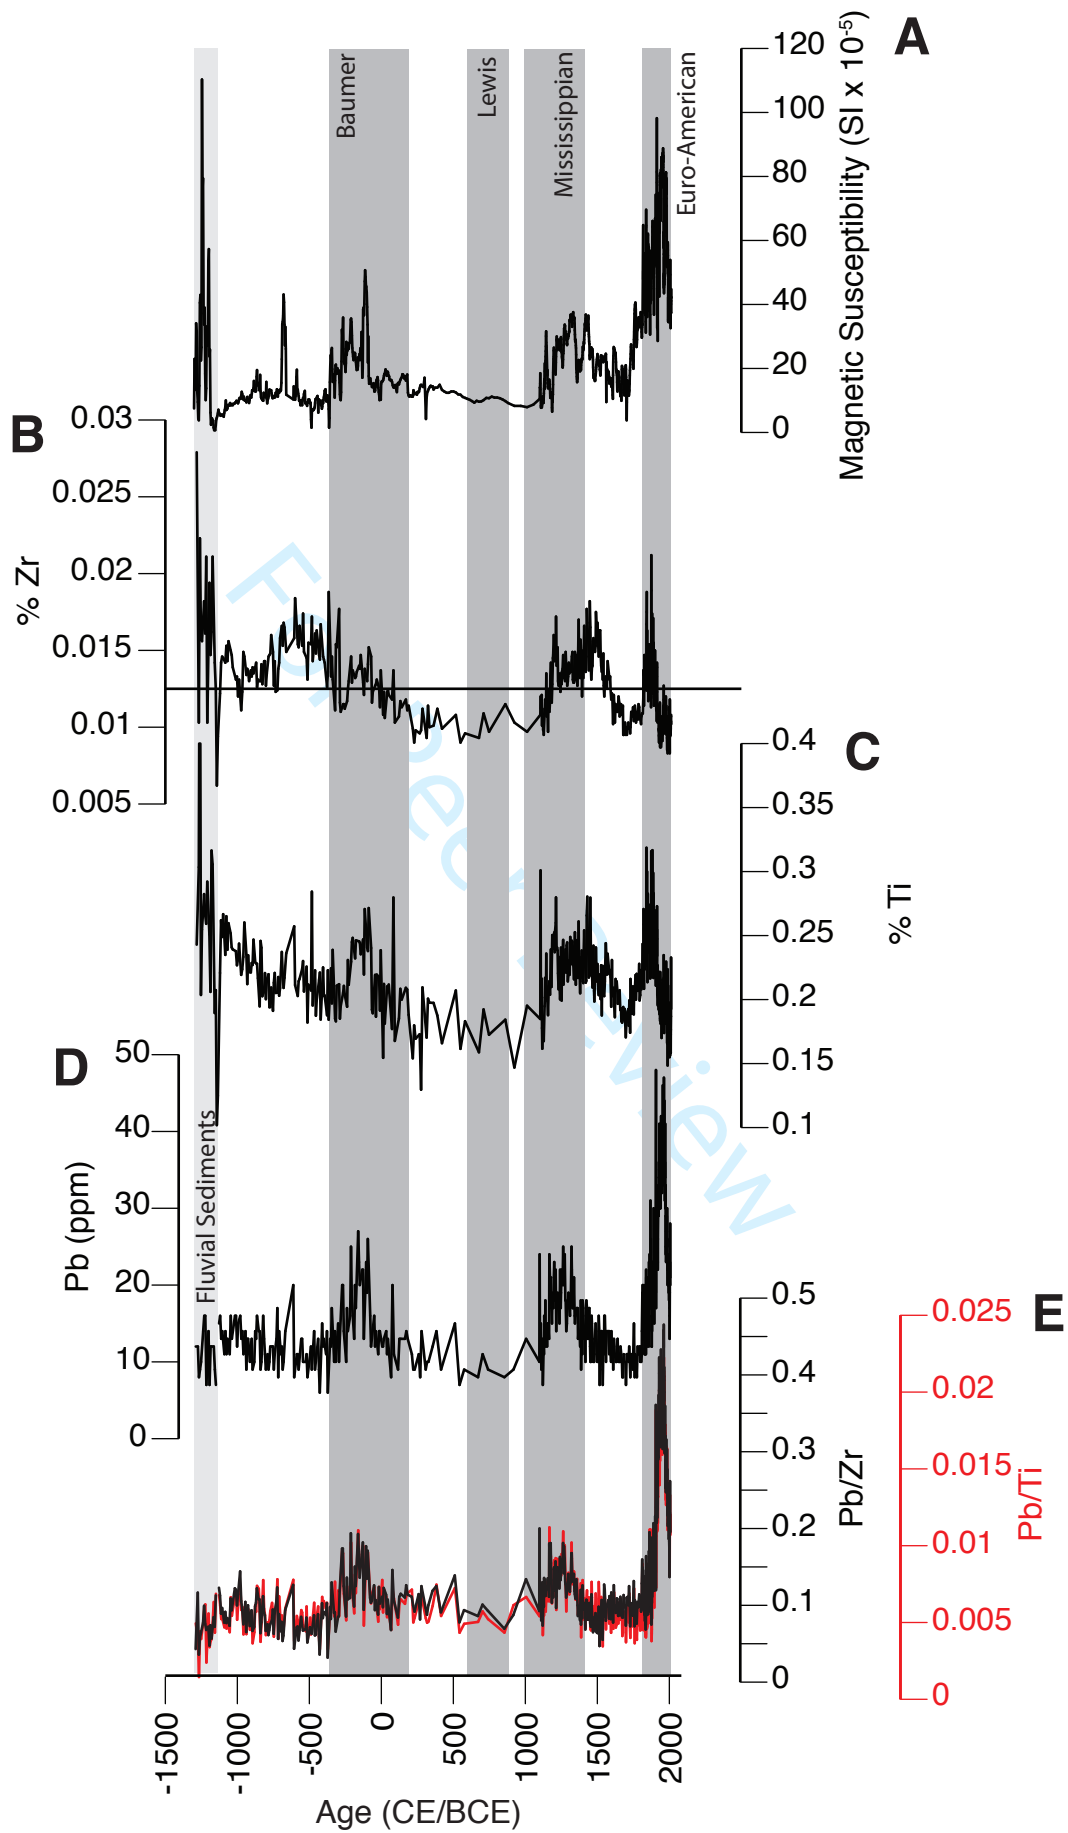 A
Magnetic Susceptibility (SI x 10-5)
120
100
80
60
40
20
0
Baumer
Lewis
Mississippian
Euro-American
B
% Zr
0.03
0.025
0.02
0.015
0.01
0.005
C
% Ti
0.4
0.35
0.3
0.25
0.2
0.15
0.1
D
Pb (ppm)
50
40
30
20
10
0
Fluvial Sediments
E
Pb/Zr
0.5
0.4
0.3
0.2
0.1
0
Pb/Ti
0.025
0.02
0.015
0.01
0.005
0
-1500
-1000
-500
0
500
1000
1500
2000
Age (CE/BCE)
For Peer Review